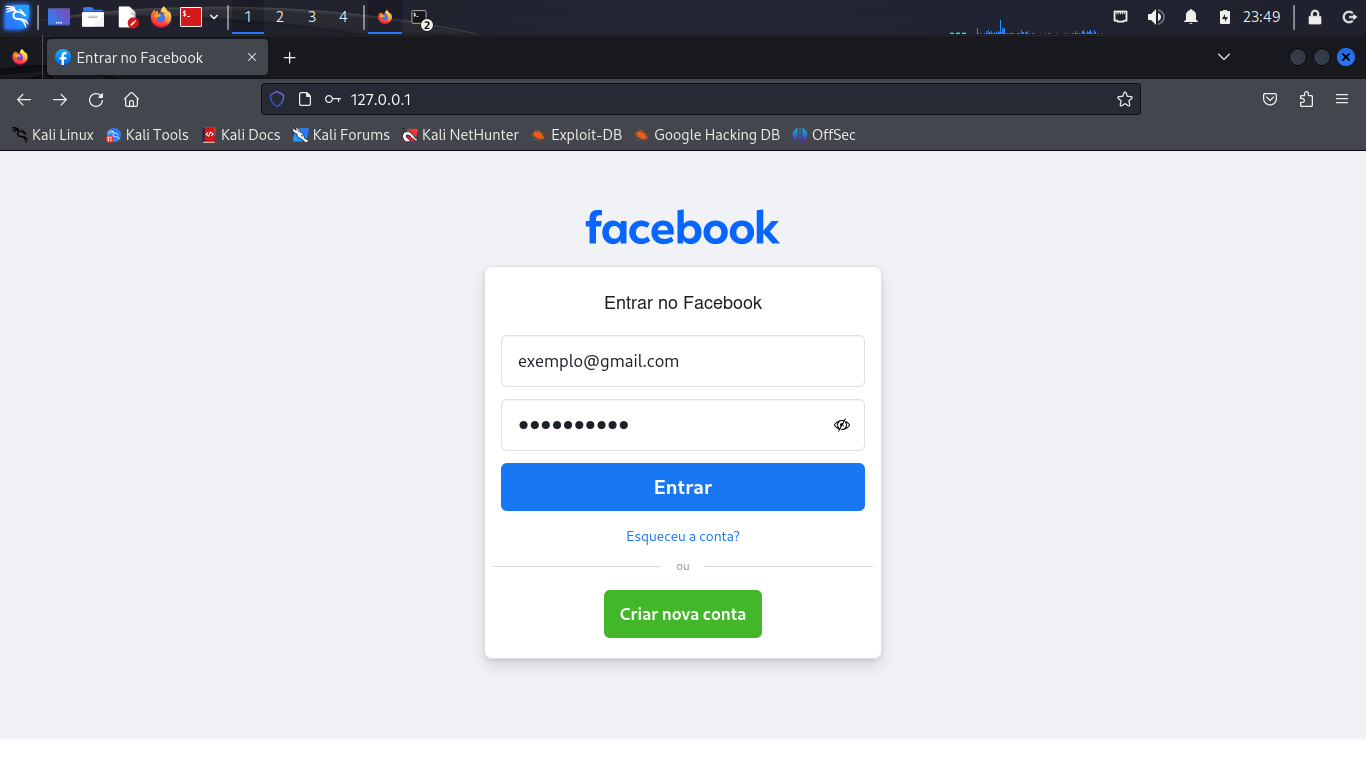 1 2 3 4 2 23:49
Entrar no Facebook
127.0.0.1
Kali Linux Kali Tools Kali Docs Kali Forums Kali NetHunter Exploit-DB Google Hacking DB OffSec
facebook
Entrar no Facebook
exemplo@gmail.com
Entrar
Esqueceu a conta?
ou
Criar nova conta